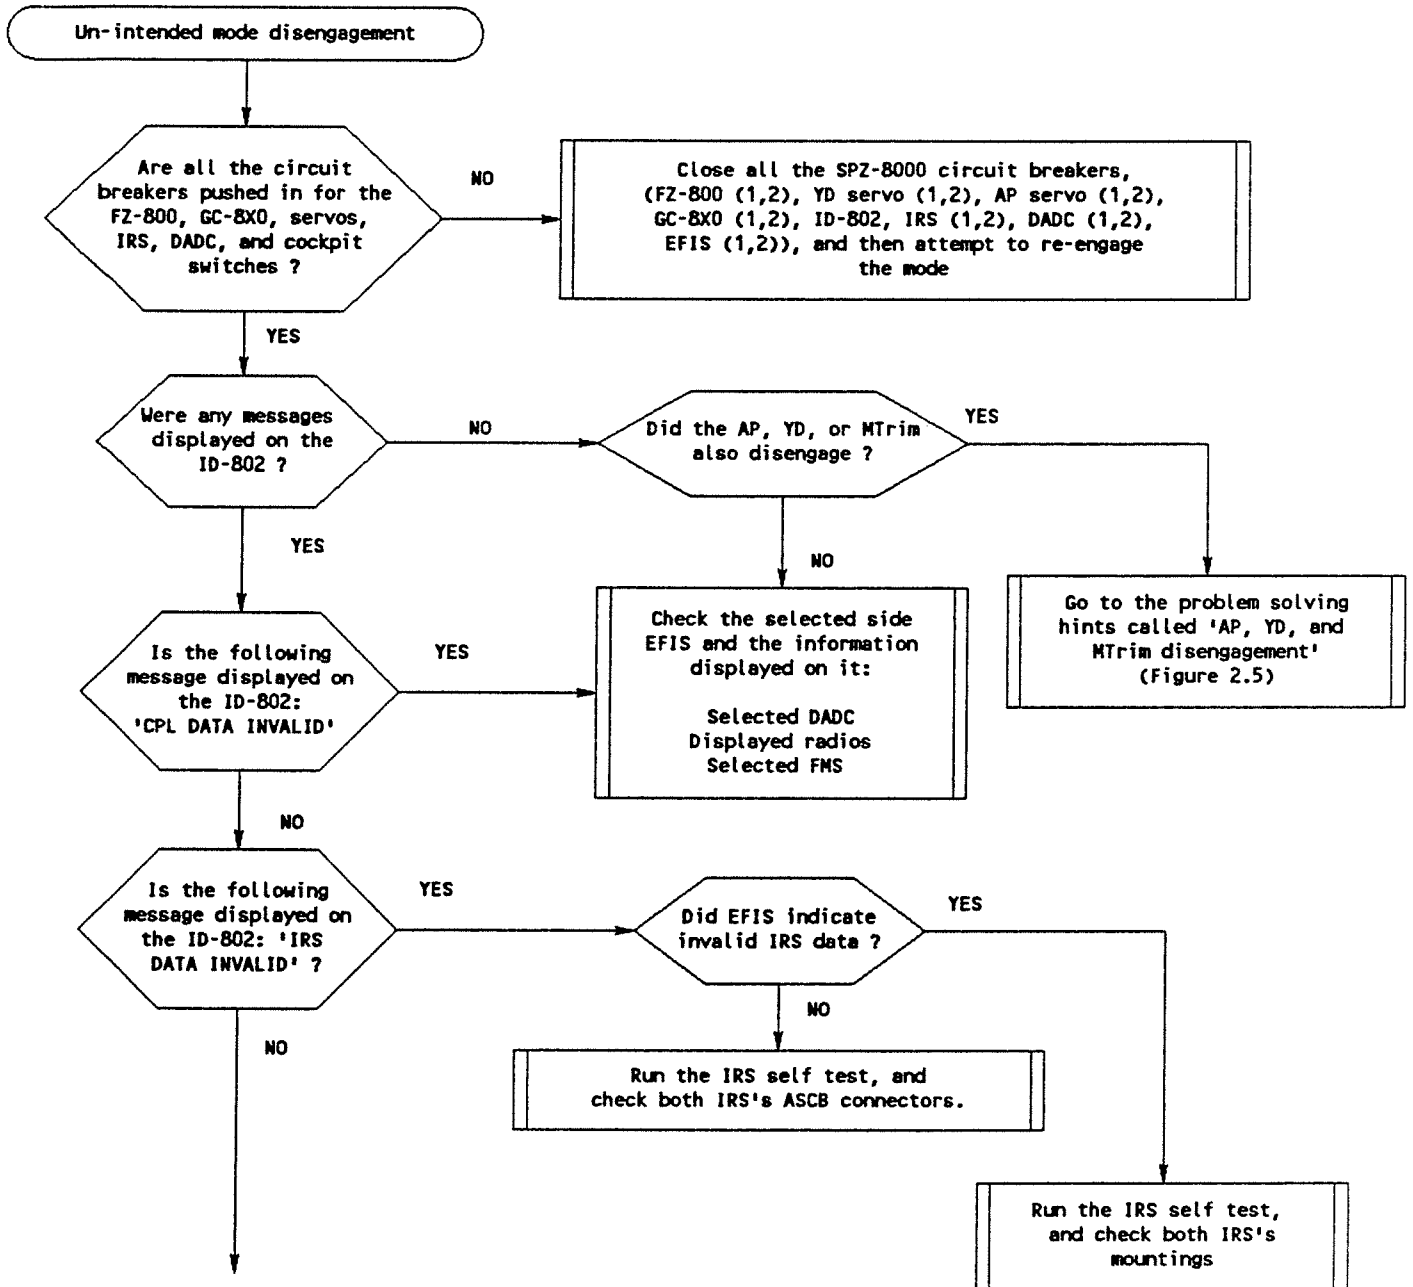 Un-intended mode disengagement
Are all the circuit
breakers pushed in for the
FZ-800, GC-8X0, servos,
IRS, DADC, and cockpit
switches ?
NO
Close all the SPZ-8000 circuit breakers,
(FZ-800 (1,2), YD servo (1,2), AP servo (1,2),
GC-8X0 (1,2), ID-802, IRS (1,2), DADC (1,2),
EFIS (1,2)), and then attempt to re-engage
the mode
YES
Were any messages
displayed on the
ID-802 ?
NO
Did the AP, YD, or MTrim
also disengage ?
YES
YES
NO
Go to the problem solving
hints called 'AP, YD, and
MTrim disengagement'
(Figure 2.5)
Is the following
message displayed on
the ID-802:
'CPL DATA INVALID'
YES
Check the selected side
EFIS and the information
displayed on it:
Selected DADC
Displayed radios
Selected FMS
NO
Is the following
message displayed on
the ID-802: 'IRS
DATA INVALID' ?
YES
Did EFIS indicate
invalid IRS data ?
YES
NO
NO
Run the IRS self test, and
check both IRS's ASCB connectors.
Run the IRS self test,
and check both IRS's
mountings